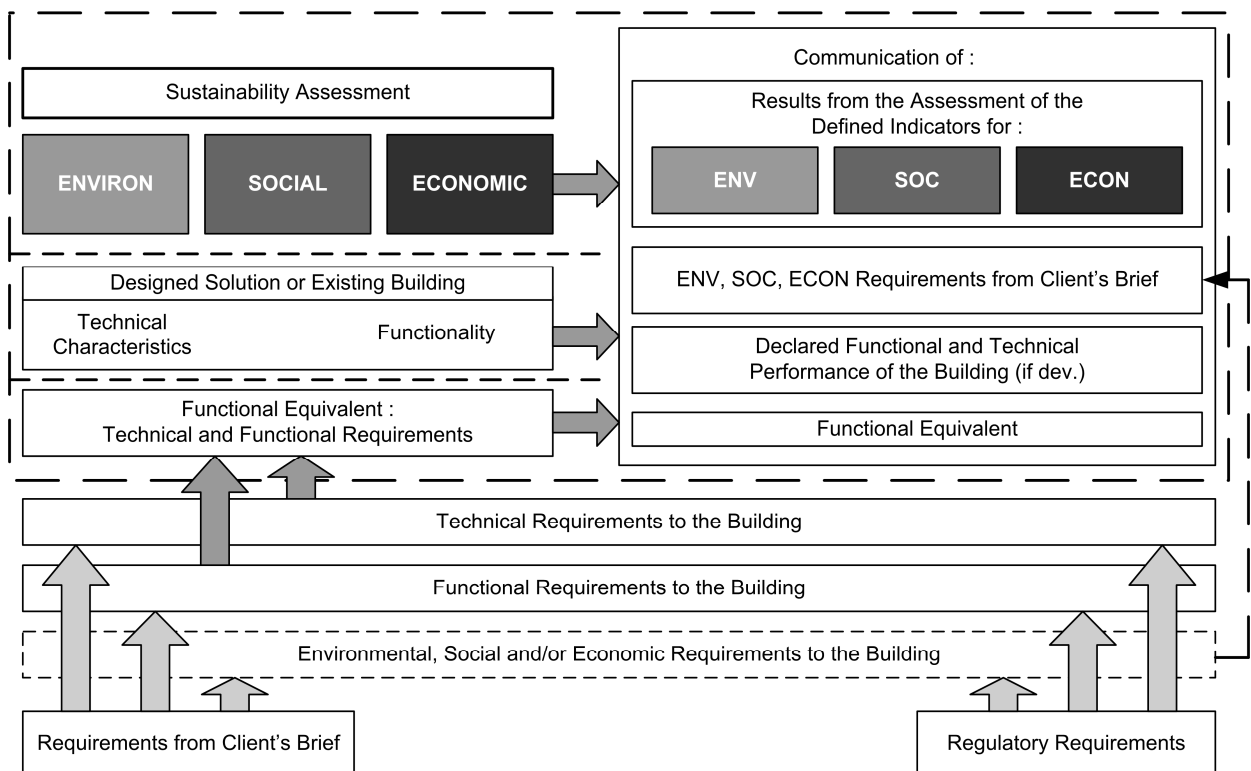 Sustainability Assessment
ENVIRON
SOCIAL
ECONOMIC
Designed Solution or Existing Building
Technical
Characteristics
Functionality
Functional Equivalent :
Technical and Functional Requirements
Communication of :
Results from the Assessment of the
Defined Indicators for :
ENV
SOC
ECON
ENV, SOC, ECON Requirements from Client's Brief
Declared Functional and Technical
Performance of the Building (if dev.)
Functional Equivalent
Technical Requirements to the Building
Functional Requirements to the Building
Environmental, Social and/or Economic Requirements to the Building
Requirements from Client's Brief
Regulatory Requirements